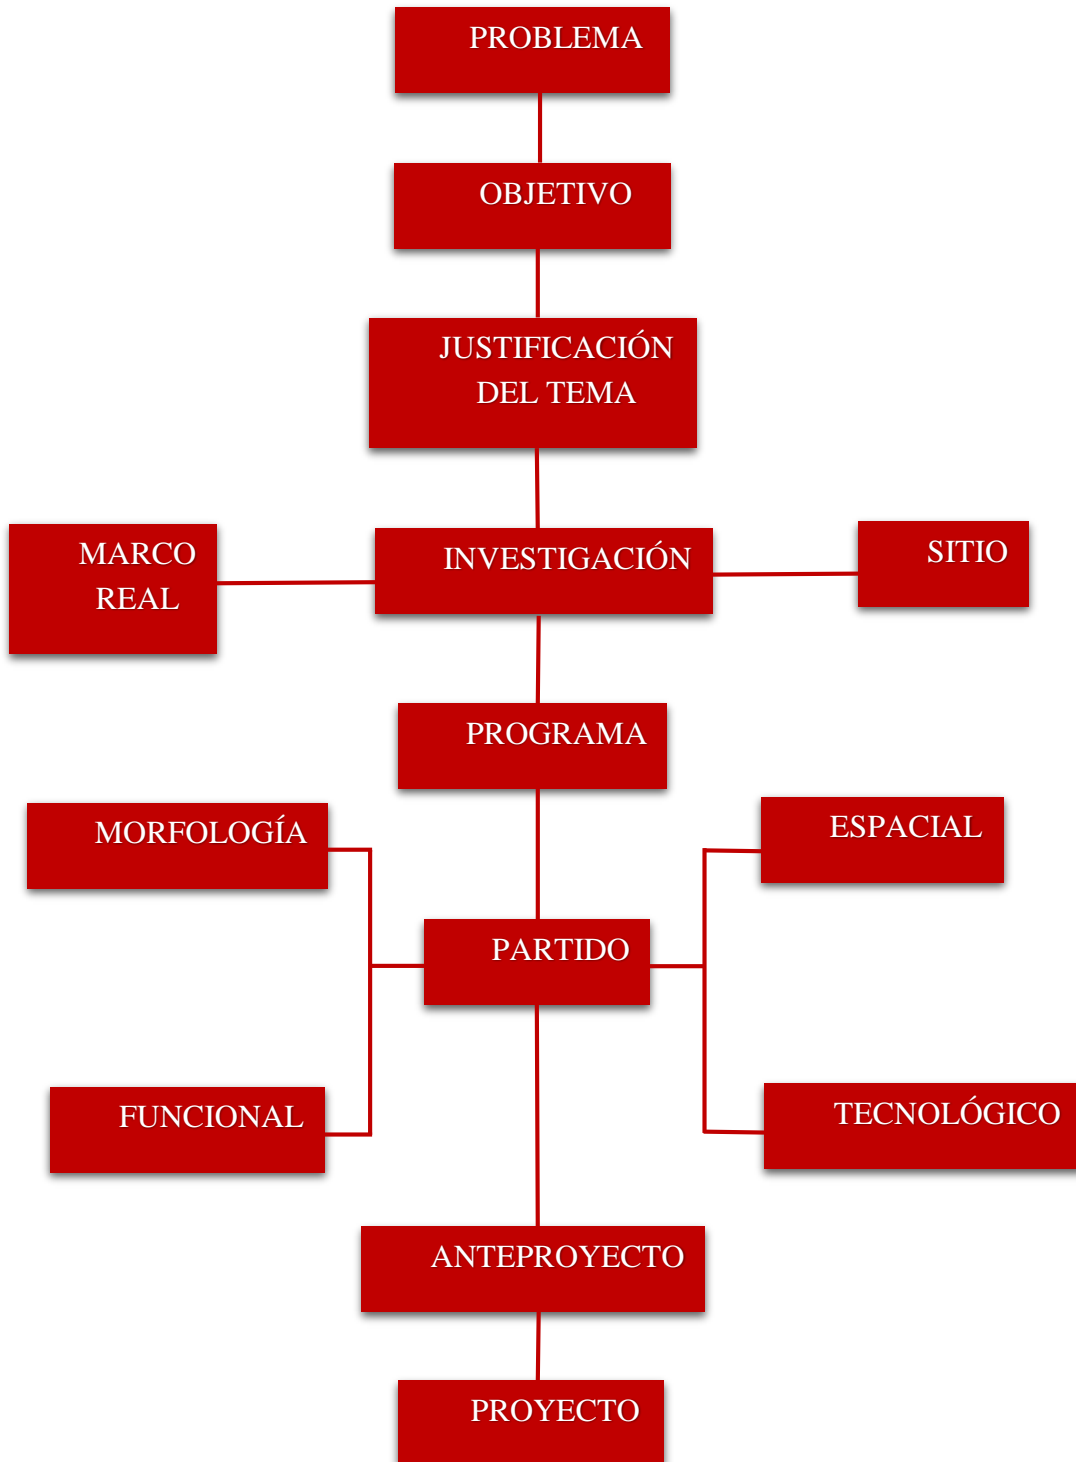 PROBLEMA
OBJETIVO
JUSTIFICACIÓN
DEL TEMA
MARCO
REAL
INVESTIGACIÓN
SITIO
PROGRAMA
MORFOLOGÍA
ESPACIAL
PARTIDO
FUNCIONAL
TECNOLÓGICO
ANTEPROYECTO
PROYECTO